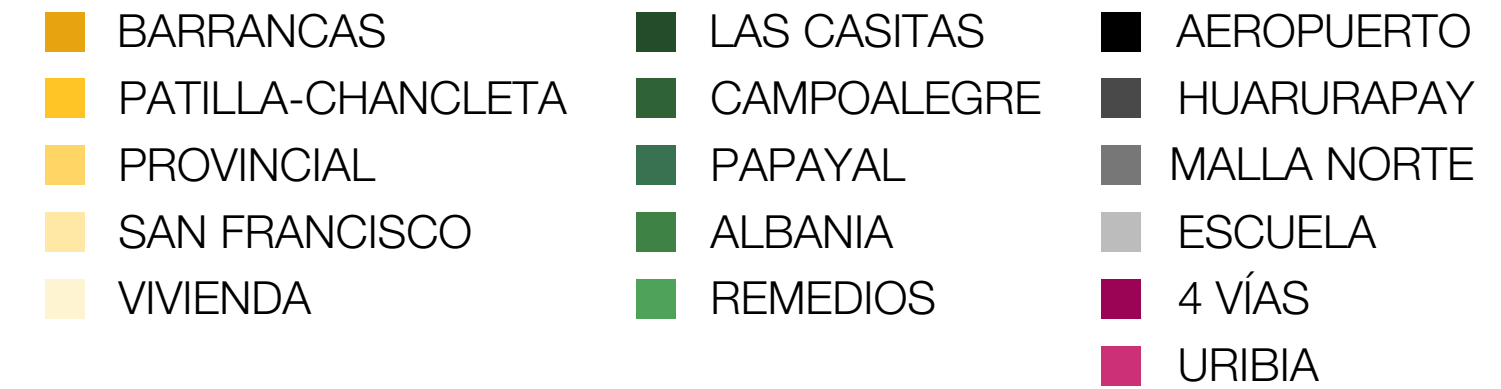 BARRANCAS
PATILLA-CHANCLETA
PROVINCIAL
SAN FRANCISCO
VIVIENDA
LAS CASITAS
CAMPOALEGRE
PAPAYAL
ALBANIA
REMEDIOS
AEROPUERTO
HUARURAPAY
MALLA NORTE
ESCUELA
4 VÍAS
URIBIA